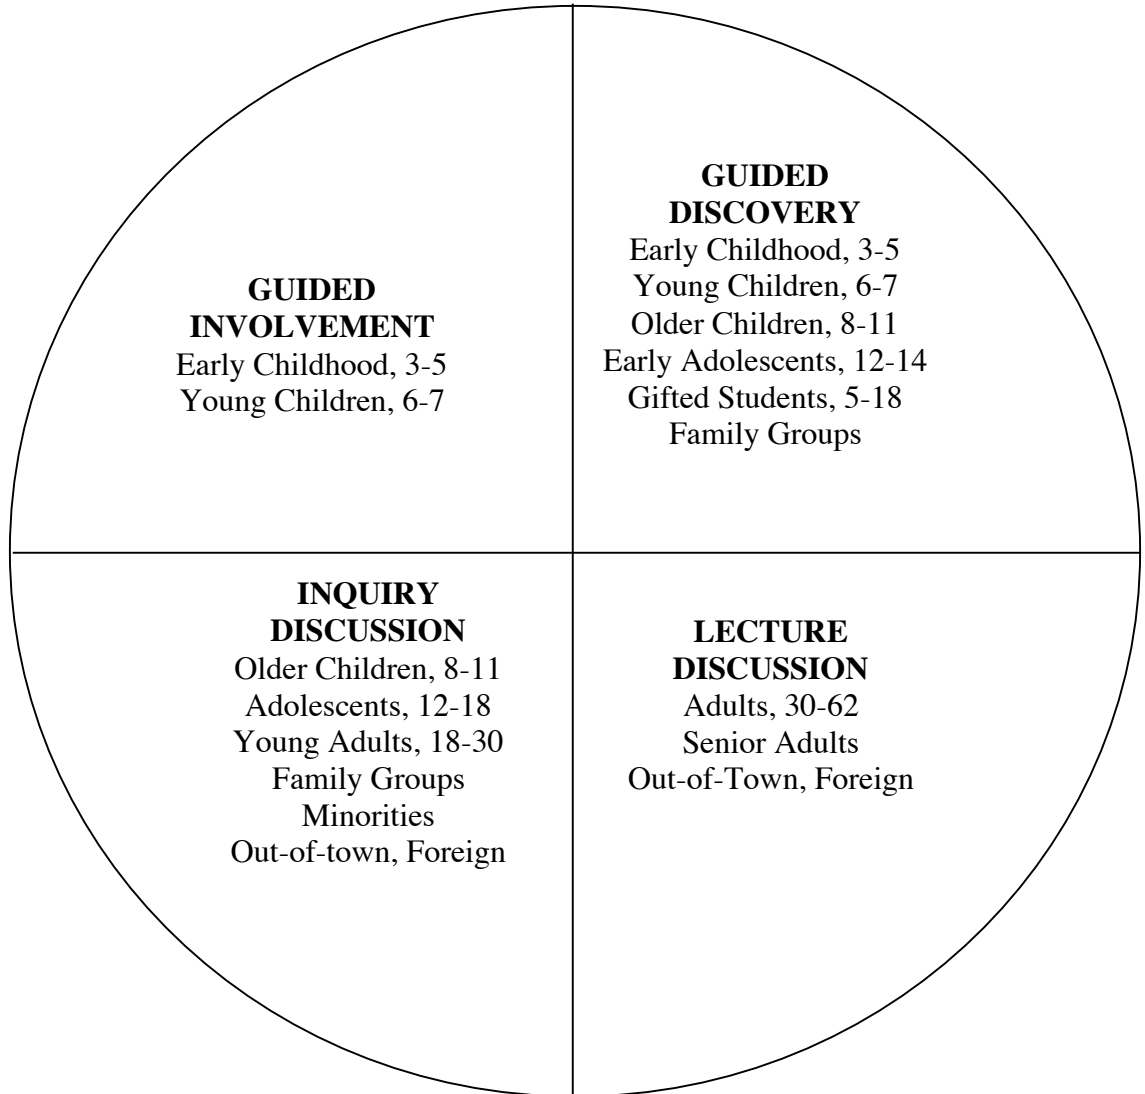 GUIDED
INVOLVEMENT
Early Childhood, 3-5
Young Children, 6-7
GUIDED
DISCOVERY
Early Childhood, 3-5
Young Children, 6-7
Older Children, 8-11
Early Adolescents, 12-14
Gifted Students, 5-18
Family Groups
INQUIRY
DISCUSSION
Older Children, 8-11
Adolescents, 12-18
Young Adults, 18-30
Family Groups
Minorities
Out-of-town, Foreign
LECTURE
DISCUSSION
Adults, 30-62
Senior Adults
Out-of-Town, Foreign